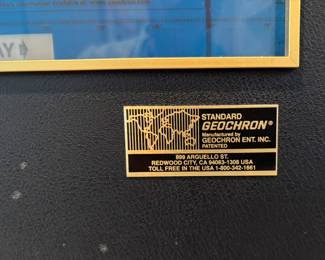 AY
STANDARD
GEOCHRON®
Manufactured by
GEOCHRON ENT. INC.
PATENTED
899 ARGUELLO ST.
REDWOOD CITY, CA 94063-1308 USA
TOLL FREE IN THE USA 1-800-342-1661